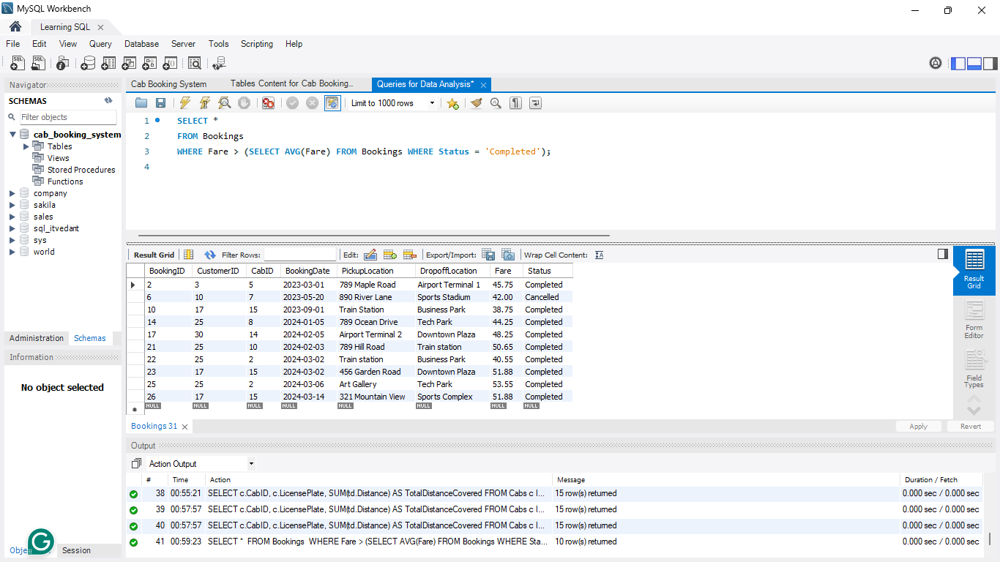 MySQL Workbench
Learning SQL
File Edit View Query Database Server Tools Scripting Help
Navigator
SCHEMAS
Filter objects
cab_booking_system
Tables
Views
Stored Procedures
Functions
company
sakila
sales
sql_itvedant
sys
world
Administration Schemas
Information
No object selected
Object Session
Cab Booking System Tables Content for Cab Booking... Queries for Data Analysis*
Limit to 1000 rows
1 SELECT *
2 FROM Bookings
3 WHERE Fare > (SELECT AVG(Fare) FROM Bookings WHERE Status = 'Completed');
4
Result Grid Filter Rows: Edit: Export/Import: Wrap Cell Content:
BookingID CustomerID CabID BookingDate PickupLocation DropoffLocation Fare Status
2 3 5 2023-03-01 789 Maple Road Airport Terminal 1 45.75 Completed
6 10 7 2023-05-20 890 River Lane Sports Stadium 42.00 Cancelled
10 17 15 2023-09-01 Train Station Business Park 38.75 Completed
14 25 8 2024-01-05 789 Ocean Drive Tech Park 44.25 Completed
17 30 14 2024-02-05 Airport Terminal 2 Downtown Plaza 48.25 Completed
21 25 10 2024-02-03 789 Hill Road Train station 50.65 Completed
22 25 2 2024-03-02 Train station Business Park 40.55 Completed
23 17 15 2024-03-02 456 Garden Road Downtown Plaza 51.88 Completed
25 25 2 2024-03-06 Art Gallery Tech Park 53.55 Completed
26 17 15 2024-03-14 321 Mountain View Sports Complex 51.88 Completed
NULL NULL NULL NULL NULL NULL NULL NULL
Result Grid
Form Editor
Field Types
Bookings 31 Apply Revert
Output
Action Output
# Time Action Message Duration / Fetch
38 00:55:21 SELECT c.CabID, c.LicensePlate, SUM(td.Distance) AS TotalDistanceCovered FROM Cabs c I... 15 row(s) returned 0.000 sec / 0.000 sec
39 00:57:57 SELECT c.CabID, c.LicensePlate, SUM(td.Distance) AS TotalDistanceCovered FROM Cabs c I... 15 row(s) returned 0.000 sec / 0.000 sec
40 00:57:57 SELECT c.CabID, c.LicensePlate, SUM(td.Distance) AS TotalDistanceCovered FROM Cabs c I... 15 row(s) returned 0.000 sec / 0.000 sec
41 00:59:23 SELECT * FROM Bookings WHERE Fare > (SELECT AVG(Fare) FROM Bookings WHERE Sta... 10 row(s) returned 0.000 sec / 0.000 sec